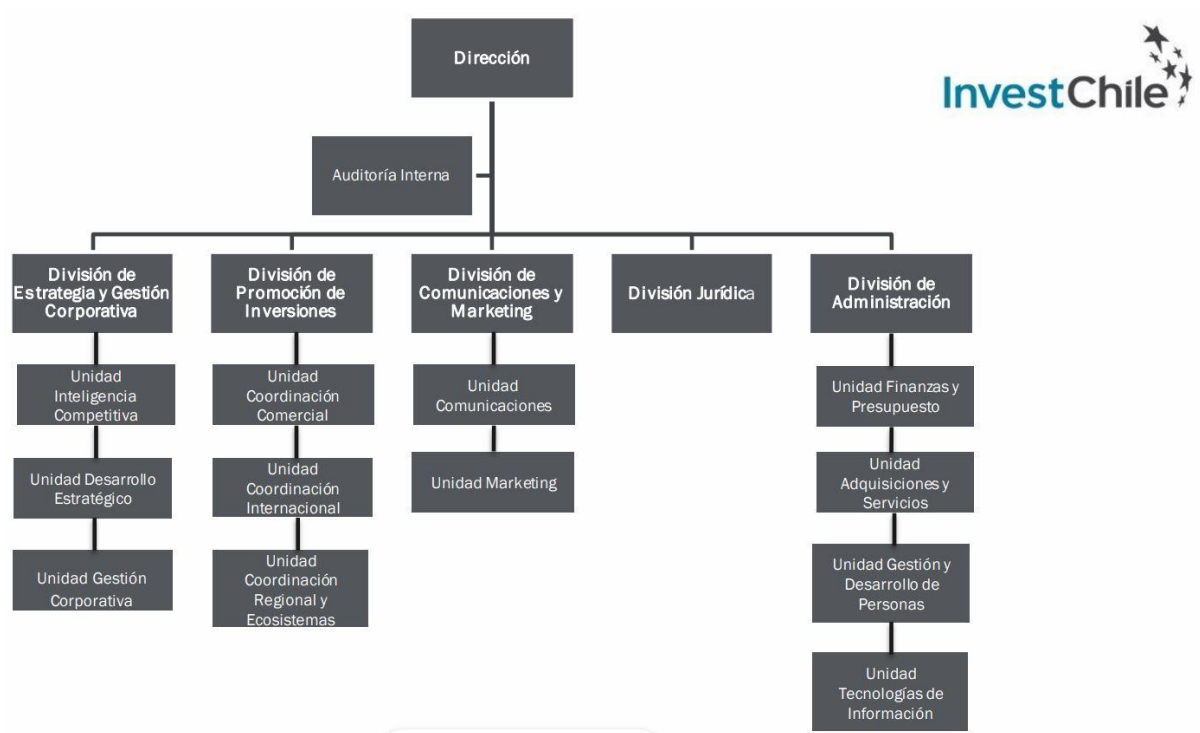 Dirección
InvestChile
Auditoría Interna
División de
Estrategia y Gestión
Corporativa
División de
Promoción de
Inversiones
División de
Comunicaciones y
Marketing
División Jurídica
División de
Administración
Unidad
Inteligencia
Competitiva
Unidad
Coordinación
Comercial
Unidad
Comunicaciones
Unidad Finanzas y
Presupuesto
Unidad Desarrollo
Estratégico
Unidad
Coordinación
Internacional
Unidad Marketing
Unidad
Adquisiciones y
Servicios
Unidad Gestión
Corporativa
Unidad
Coordinación
Regional y
Ecosistemas
Unidad Gestión y
Desarrollo de
Personas
Unidad
Tecnologías de
Información